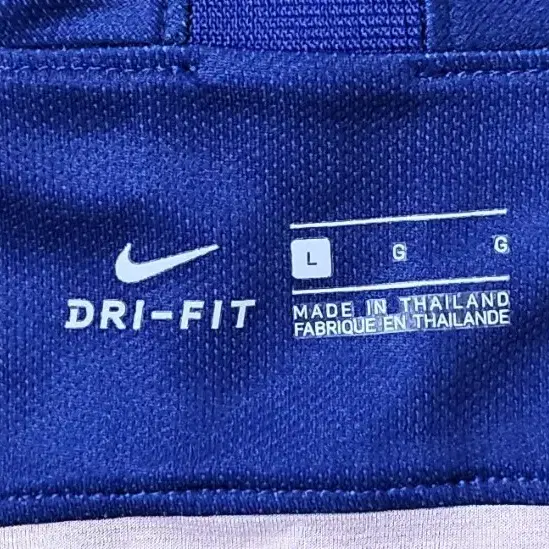 DRI-FIT
L G G
MADE IN THAILAND
FABRIQUE EN THAILANDE